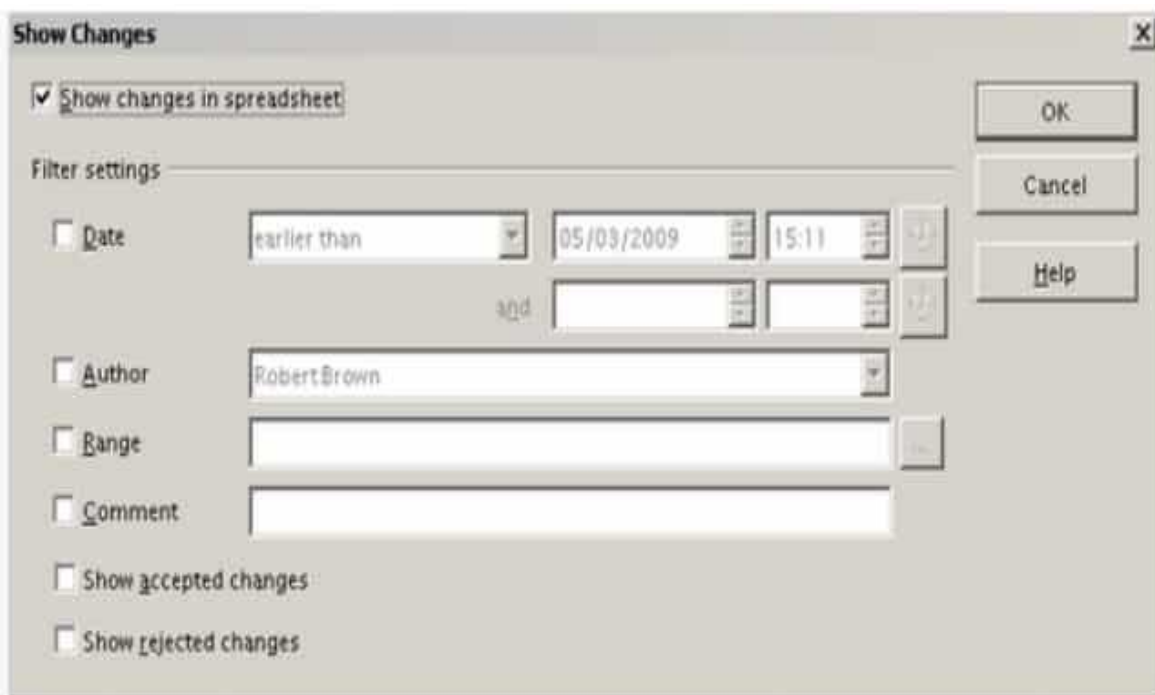 Show Changes
Show changes in spreadsheet
OK
Filter settings
Cancel
Date earlier than 05/03/2009 15:11
Help
and
Author Robert Brown
Range ...
Comment
Show accepted changes
Show rejected changes